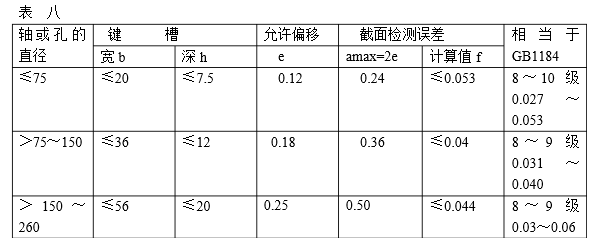 表 八
轴或孔的 键 槽 允许偏移 截面检测误差 相当于
直径 宽 b 深 h e amax=2e 计算值 f GB1184
≤75 ≤20 ≤7.5 0.12 0.24 ≤0.053 8～10 级
0.027 ～
0.053
＞75～150 ≤36 ≤12 0.18 0.36 ≤0.04 8～9 级
0.031 ～
0.040
＞150～ ≤56 ≤20 0.25 0.50 ≤0.044 8～9 级
260 0.03～0.06